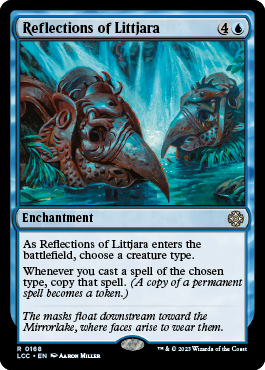 Reflections of Littjara 4
Enchantment
As Reflections of Littjara enters the
battlefield, choose a creature type.
Whenever you cast a spell of the chosen
type, copy that spell. (A copy of a permanent
spell becomes a token.)
The masks float downstream toward the
Mirrorlake, where faces arise to wear them.
R 0168
LCC • EN AARON MILLER
™ & © 2023 Wizards of the Coast